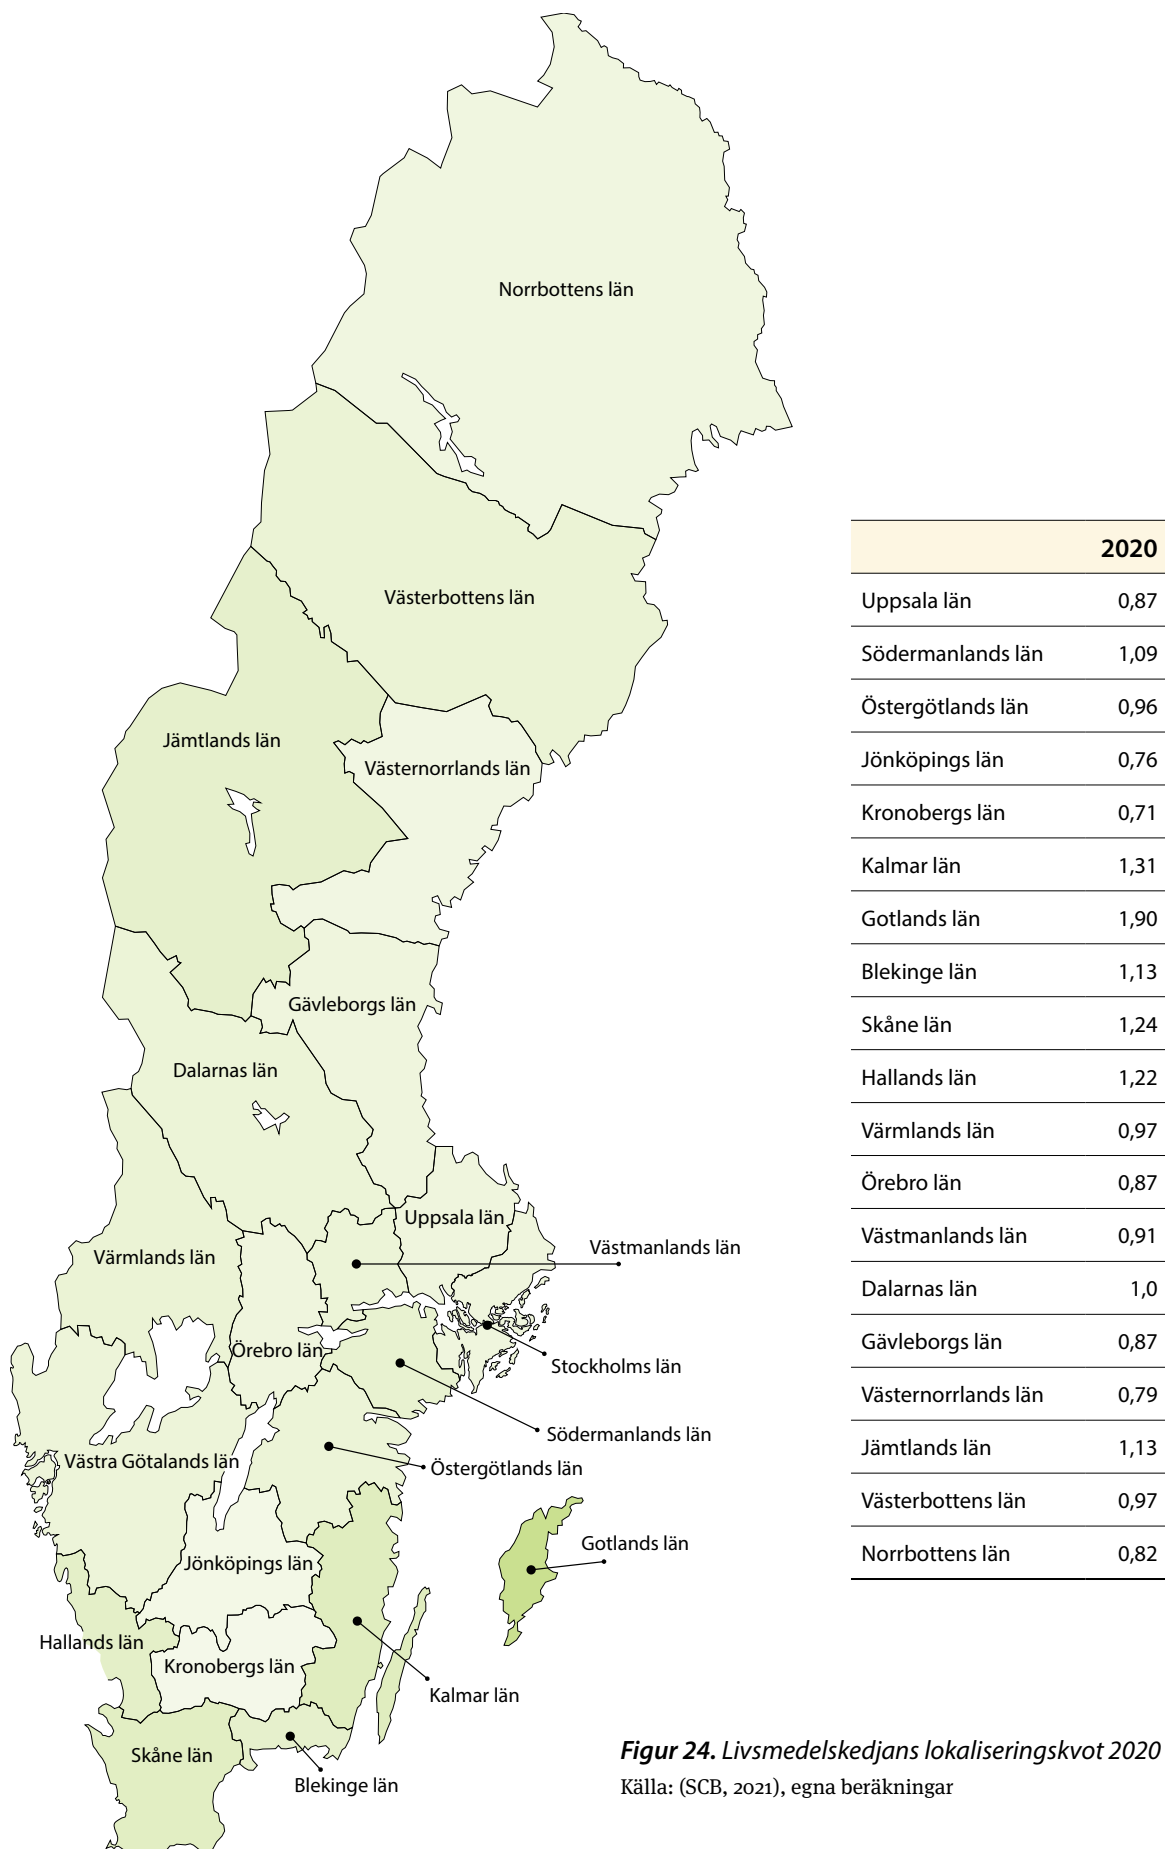 Norrbottens län
Västerbottens län
Jämtlands län
Västernorrlands län
Gävleborgs län
Dalarnas län
Uppsala län
Västmanlands län
Värmlands län
Örebro län
Stockholms län
Södermanlands län
Västra Götalands län
Östergötlands län
Gotlands län
Jönköpings län
Hallands län
Kronobergs län
Kalmar län
Skåne län
Blekinge län
2020
Uppsala län 0,87
Södermanlands län 1,09
Östergötlands län 0,96
Jönköpings län 0,76
Kronobergs län 0,71
Kalmar län 1,31
Gotlands län 1,90
Blekinge län 1,13
Skåne län 1,24
Hallands län 1,22
Värmlands län 0,97
Örebro län 0,87
Västmanlands län 0,91
Dalarnas län 1,0
Gävleborgs län 0,87
Västernorrlands län 0,79
Jämtlands län 1,13
Västerbottens län 0,97
Norrbottens län 0,82
Figur 24. Livsmedelskedjans lokaliseringskvot 2020
Källa: (SCB, 2021), egna beräkningar